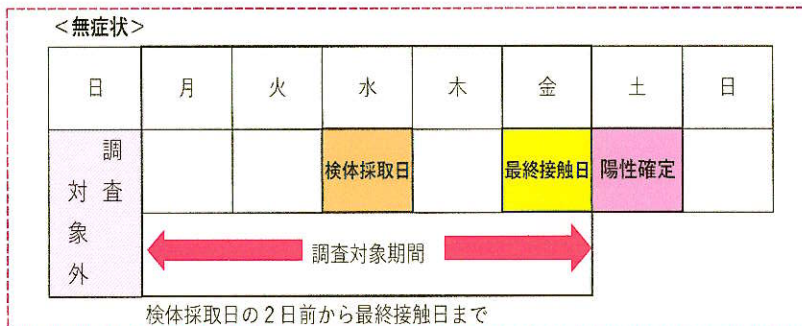 <無症状>
日 月 火 水 木 金 土 日
調査対象外
検体採取日 最終接触日 陽性確定
調査対象期間
検体採取日の2日前から最終接触日まで